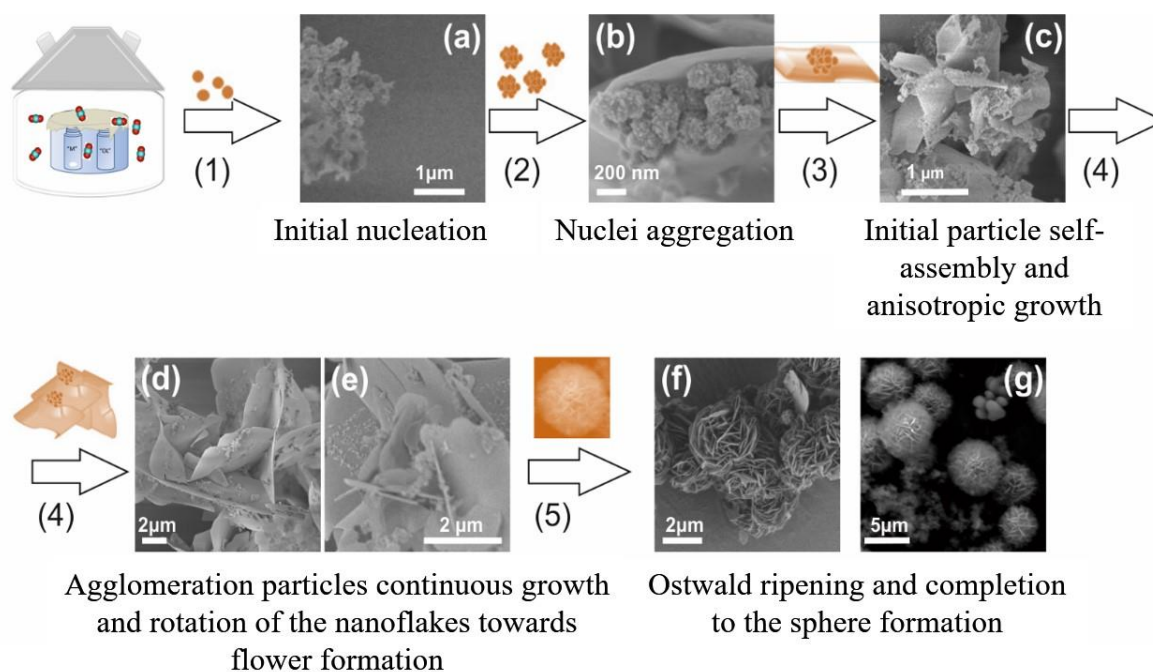 (a)
(b)
(c)
"M"
"OL"
(1)
1µm
(2)
200 nm
(3)
1 µm
(4)
Initial nucleation
Nuclei aggregation
Initial particle self-
assembly and
anisotropic growth
(d)
(e)
(f)
(g)
(4)
2µm
2 µm
(5)
2µm
5µm
Agglomeration particles continuous growth
and rotation of the nanoflakes towards
flower formation
Ostwald ripening and completion
to the sphere formation